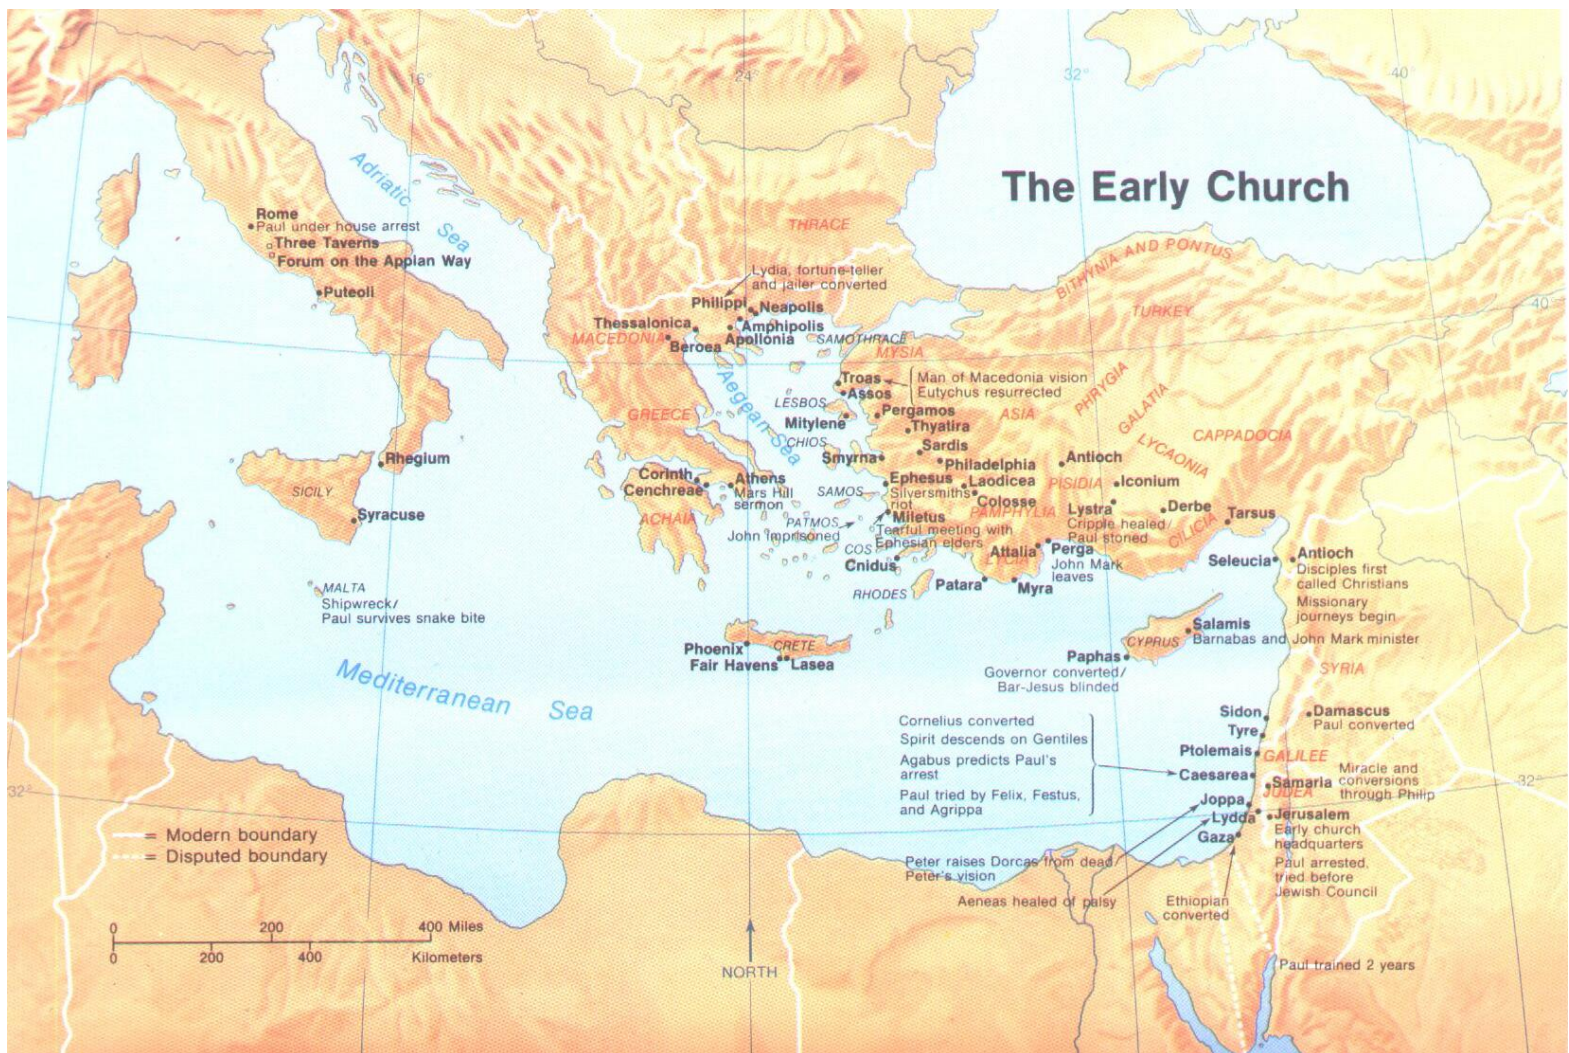 The Early Church
16°
24°
32°
40°
40°
32°
32°
Adriatic Sea
Aegean Sea
Mediterranean Sea
Rome
Paul under house arrest
Three Taverns
Forum on the Appian Way
Puteoli
Rhegium
SICILY
Syracuse
MALTA
Shipwreck/
Paul survives snake bite
THRACE
BITHYNIA AND PONTUS
TURKEY
Lydia, fortune-teller
and jailer converted
Philippi
Neapolis
Thessalonica
Amphipolis
MACEDONIA
Apollonia
Beroea
SAMOTHRACE
MYSIA
Troas
Man of Macedonia vision
Eutychus resurrected
Assos
LESBOS
Pergamos
ASIA
PHRYGIA
GALATIA
GREECE
Mitylene
Thyatira
CAPPADOCIA
LYCAONIA
CHIOS
Sardis
Smyrna
Philadelphia
Antioch
Corinth
Athens
Mars Hill
sermon
Cenchreae
Ephesus
Silversmiths
riot
Laodicea
PISIDIA
Iconium
SAMOS
Colosse
ACHAIA
Miletus
Tearful meeting with
Ephesian elders
PAMPHYLIA
Lystra
Cripple healed/
Paul stoned
Derbe
Tarsus
CILICIA
PATMOS
John imprisoned
COS
Cnidus
Attalia
LYCIA
Perga
John Mark
leaves
Seleucia
Antioch
Disciples first
called Christians
Missionary
journeys begin
RHODES
Patara
Myra
Salamis
Barnabas and John Mark minister
CYPRUS
Phoenix
CRETE
Fair Havens
Lasea
Paphas
Governor converted/
Bar-Jesus blinded
SYRIA
Sidon
Damascus
Paul converted
Tyre
Cornelius converted
Spirit descends on Gentiles
Agabus predicts Paul's
arrest
Paul tried by Felix, Festus,
and Agrippa
Ptolemais
GALILEE
Caesarea
Samaria
Miracle and
conversions
through Philip
JUDEA
Joppa
Lydda
Jerusalem
Early church
headquarters
Paul arrested,
tried before
Jewish Council
Gaza
Peter raises Dorcas from dead
Peter's vision
Aeneas healed of palsy
Ethiopian
converted
Paul trained 2 years
= Modern boundary
= Disputed boundary
0 200 400 Miles
0 200 400 Kilometers
NORTH